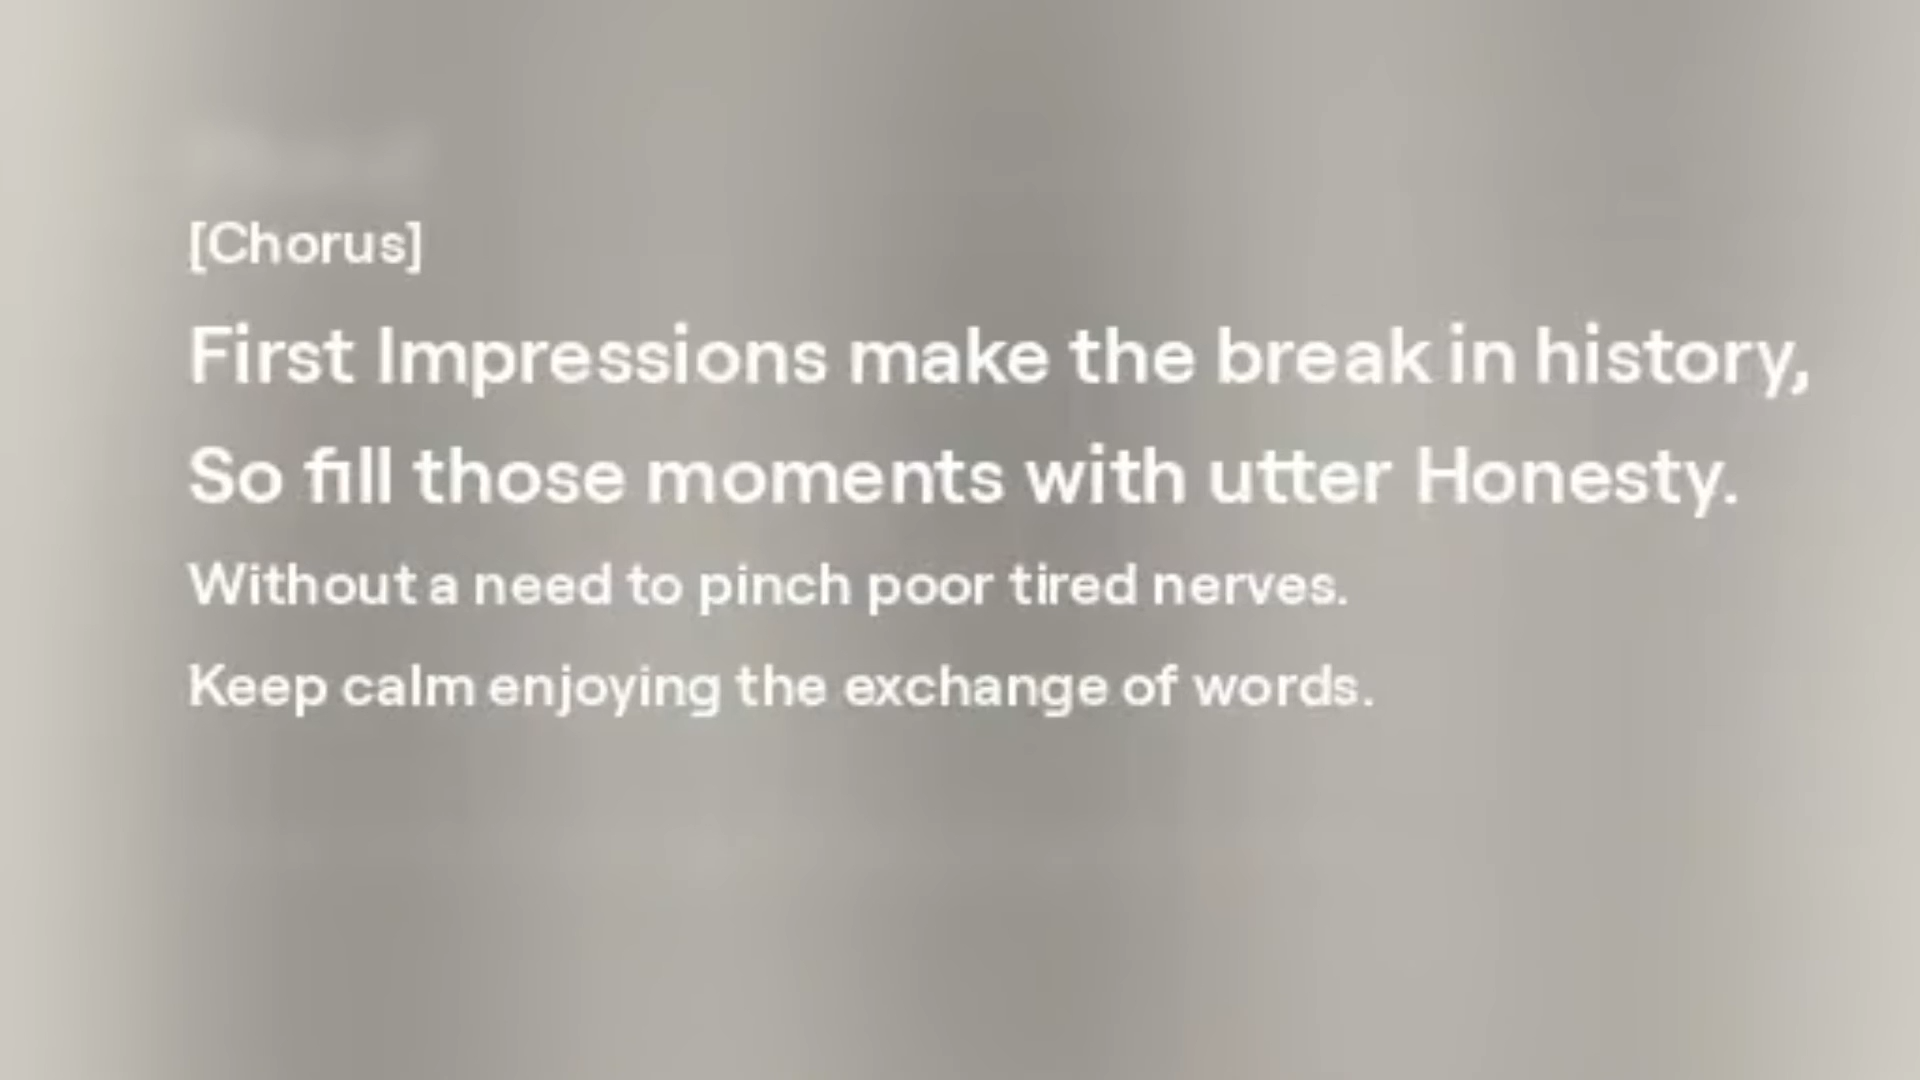 [Chorus]
First Impressions make the break in history,
So fill those moments with utter Honesty.
Without a need to pinch poor tired nerves.
Keep calm enjoying the exchange of words.